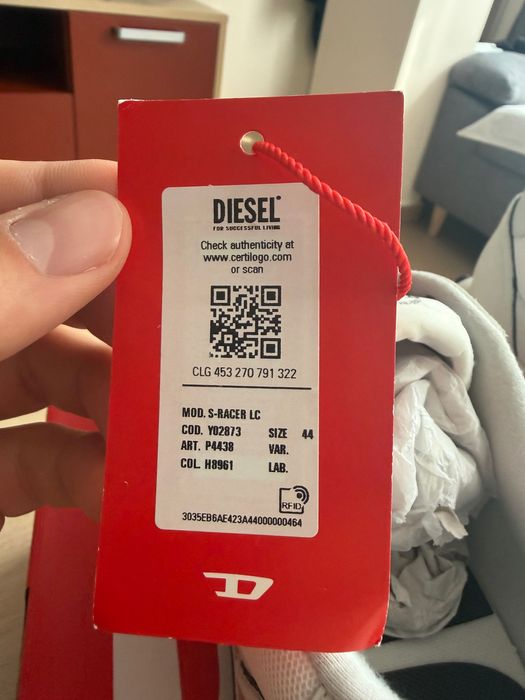 DIESEL
FOR SUCCESSFUL LIVING
Check authenticity at
www.certilogo.com
or scan
CLG 453 270 791 322
MOD. S-RACER LC
COD. Y02873 SIZE 44
ART. P4438 VAR.
COL. H8961 LAB.
RFID
3035EB6AE423A44000000464
D